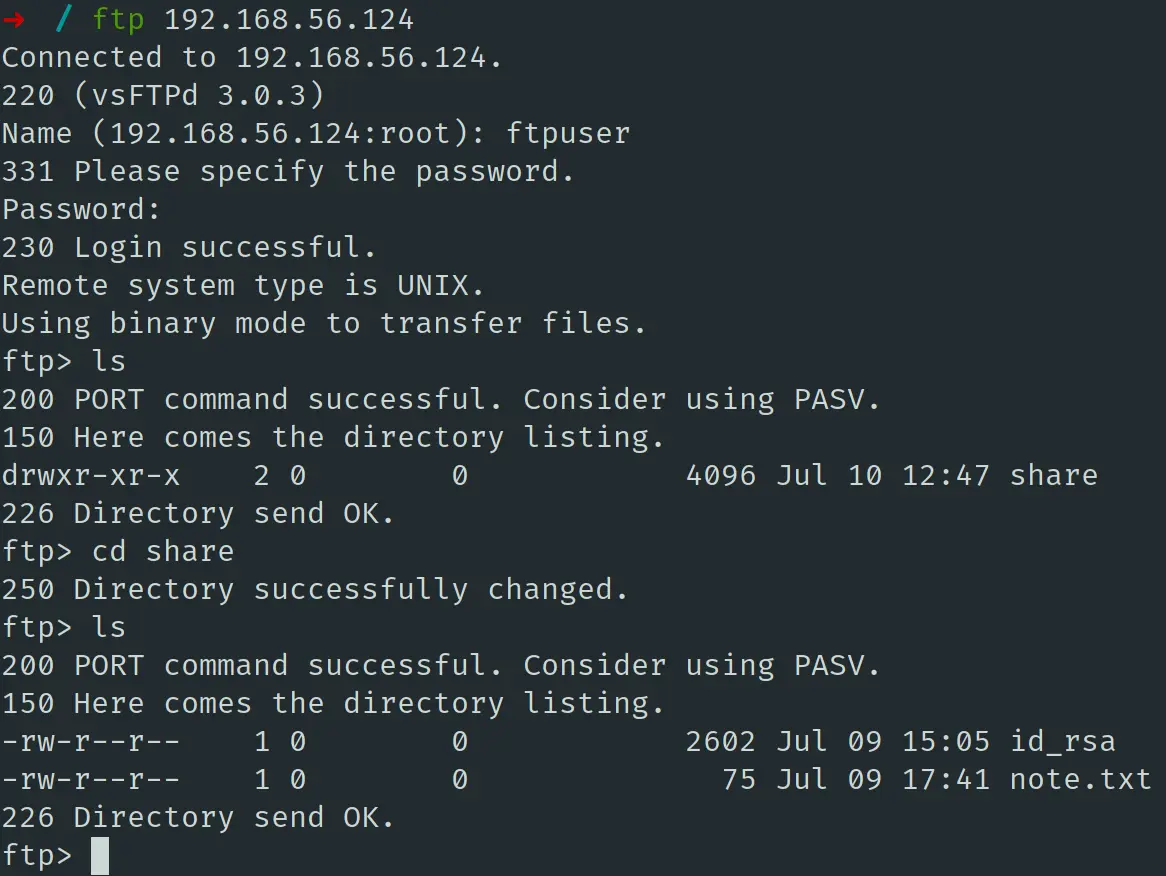 ➜ / ftp 192.168.56.124
Connected to 192.168.56.124.
220 (vsFTPd 3.0.3)
Name (192.168.56.124:root): ftpuser
331 Please specify the password.
Password:
230 Login successful.
Remote system type is UNIX.
Using binary mode to transfer files.
ftp> ls
200 PORT command successful. Consider using PASV.
150 Here comes the directory listing.
drwxr-xr-x    2 0        0            4096 Jul 10 12:47 share
226 Directory send OK.
ftp> cd share
250 Directory successfully changed.
ftp> ls
200 PORT command successful. Consider using PASV.
150 Here comes the directory listing.
-rw-r--r--    1 0        0            2602 Jul 09 15:05 id_rsa
-rw-r--r--    1 0        0              75 Jul 09 17:41 note.txt
226 Directory send OK.
ftp>